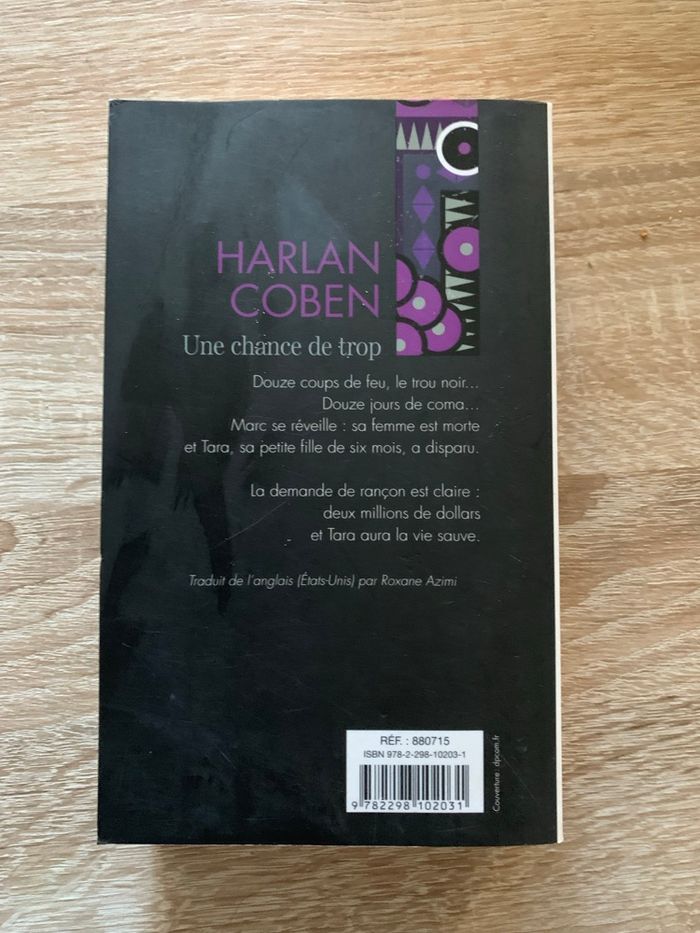 HARLAN
COBEN
Une chance de trop
Douze coups de feu, le trou noir...
Douze jours de coma...
Marc se réveille : sa femme est morte
et Tara, sa petite fille de six mois, a disparu.
La demande de rançon est claire :
deux millions de dollars
et Tara aura la vie sauve.
Traduit de l'anglais (États-Unis) par Roxane Azimi
RÉF. : 880715
ISBN 978-2-298-10203-1
9 782298 102031
Couverture : dpcom.fr